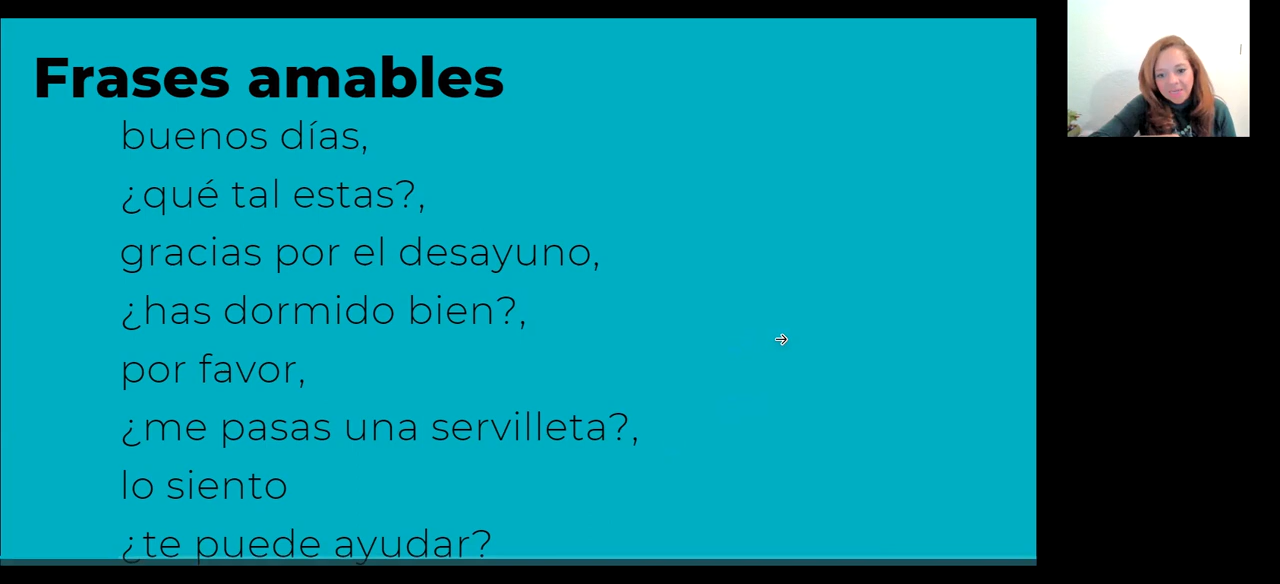 Frases amables
buenos días,
¿qué tal estas?,
gracias por el desayuno,
¿has dormido bien?,
por favor,
¿me pasas una servilleta?,
lo siento
¿te puede ayudar?